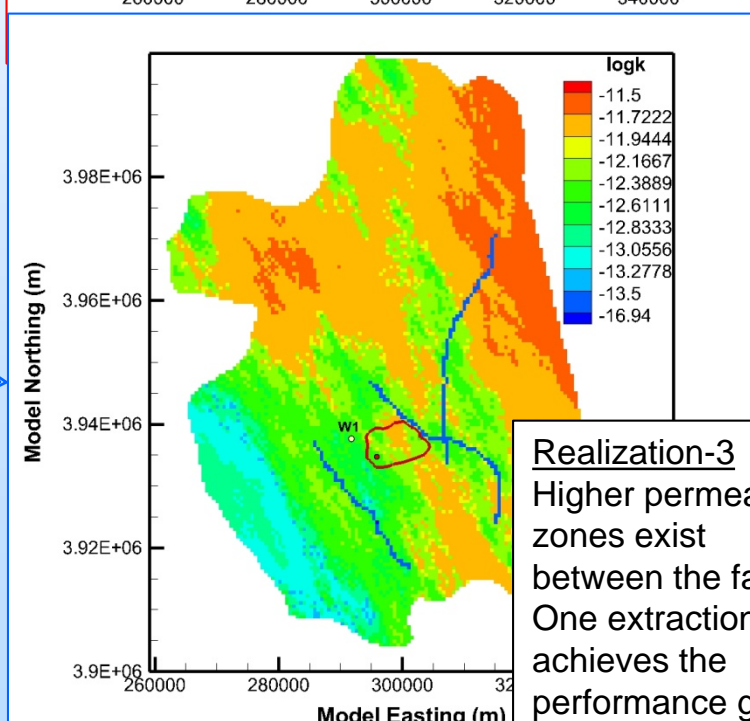 logk
-11.5
-11.7222
-11.9444
-12.1667
-12.3889
-12.6111
-12.8333
-13.0556
-13.2778
-13.5
-16.94
3.98E+06
3.96E+06
3.94E+06
3.92E+06
3.9E+06
Model Northing (m)
W1
260000 280000 300000
Model Easting (m)
Realization-3
Higher
zones exist
between the
One extraction
achieves the
performance